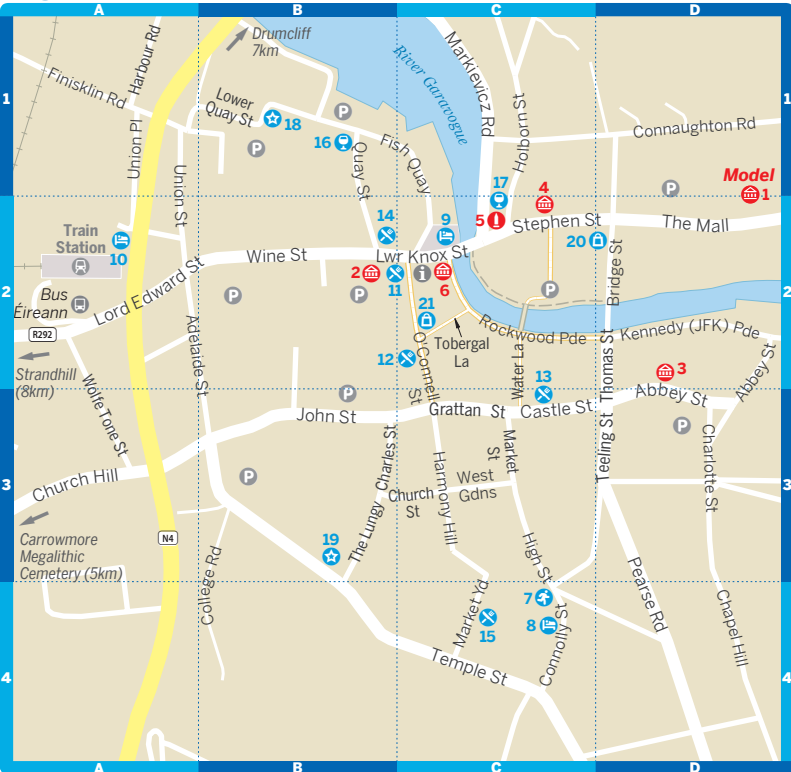 A
B
C
D
1
2
3
4
1
2
3
4
A
B
C
D
Drumcliff
7km
Harbour Rd
Finisklin Rd
Lower
Quay St
18
P
16
P
Quay St
Fish Quay
River Garavogue
Markievicz Rd
Holborn St
Connaughton Rd
Union Pl
Union St
17
4
5
Stephen St
P
Model
1
The Mall
20
Bridge St
Train
Station
10
14
9
Wine St
Lwr Knox St
2
11
i
6
P
Bus
Éireann
Lord Edward St
P
P
21
R292
Rockwood Pde
Kennedy (JFK) Pde
Tobergal
La
Adelaide St
12
O'Connell
St
Water La
13
Thomas St
3
Abbey St
Abbey St
Strandhill
(8km)
Wolfe Tone St
P
John St
Grattan St
Castle St
P
Church Hill
P
Charles St
The Lungy
Church
St
Harmony Hill
West
Gdns
Market
St
Teeling St
Charlotte St
Carrowmore
Megalithic
Cemetery (5km)
N4
19
High St
College Rd
7
8
15
Market Yd
Connolly St
Pearse Rd
Chapel Hill
Temple St